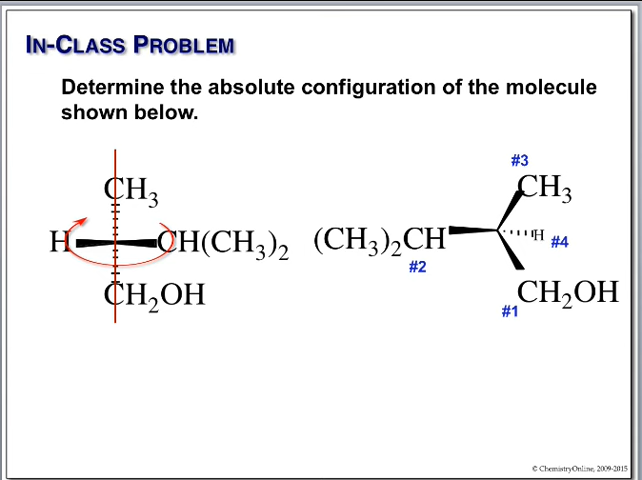 IN-CLASS PROBLEM
Determine the absolute configuration of the molecule
shown below.
#3
CH₃ CH₃
H CH(CH₃)₂ (CH₃)₂CH H #4
#2
CH₂OH CH₂OH
#1
© ChemistryOnline, 2009-2015